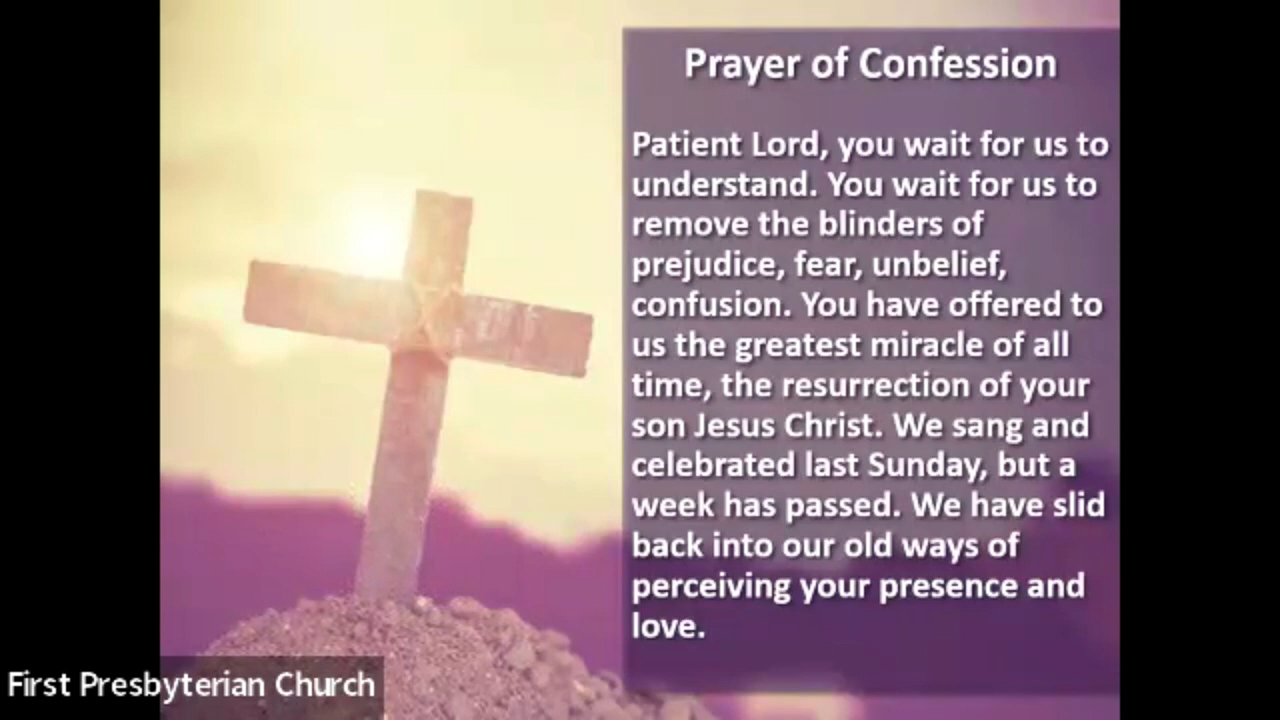 Prayer of Confession
Patient Lord, you wait for us to
understand. You wait for us to
remove the blinders of
prejudice, fear, unbelief,
confusion. You have offered to
us the greatest miracle of all
time, the resurrection of your
son Jesus Christ. We sang and
celebrated last Sunday, but a
week has passed. We have slid
back into our old ways of
perceiving your presence and
love.
First Presbyterian Church